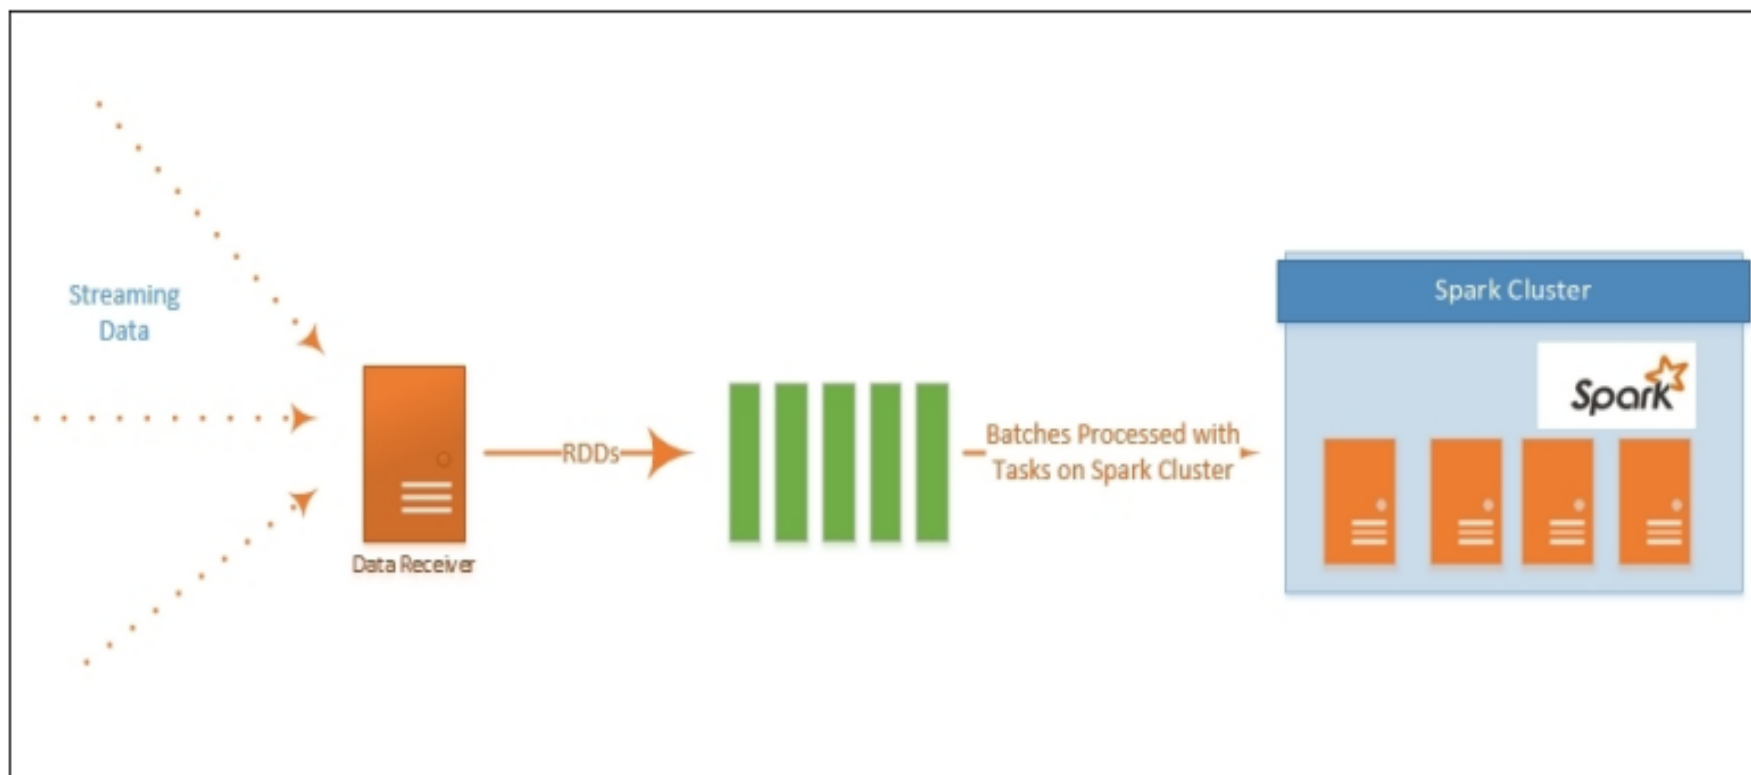 Streaming
Data
Data Receiver
RDDs
Batches Processed with
Tasks on Spark Cluster
Spark Cluster
Spark